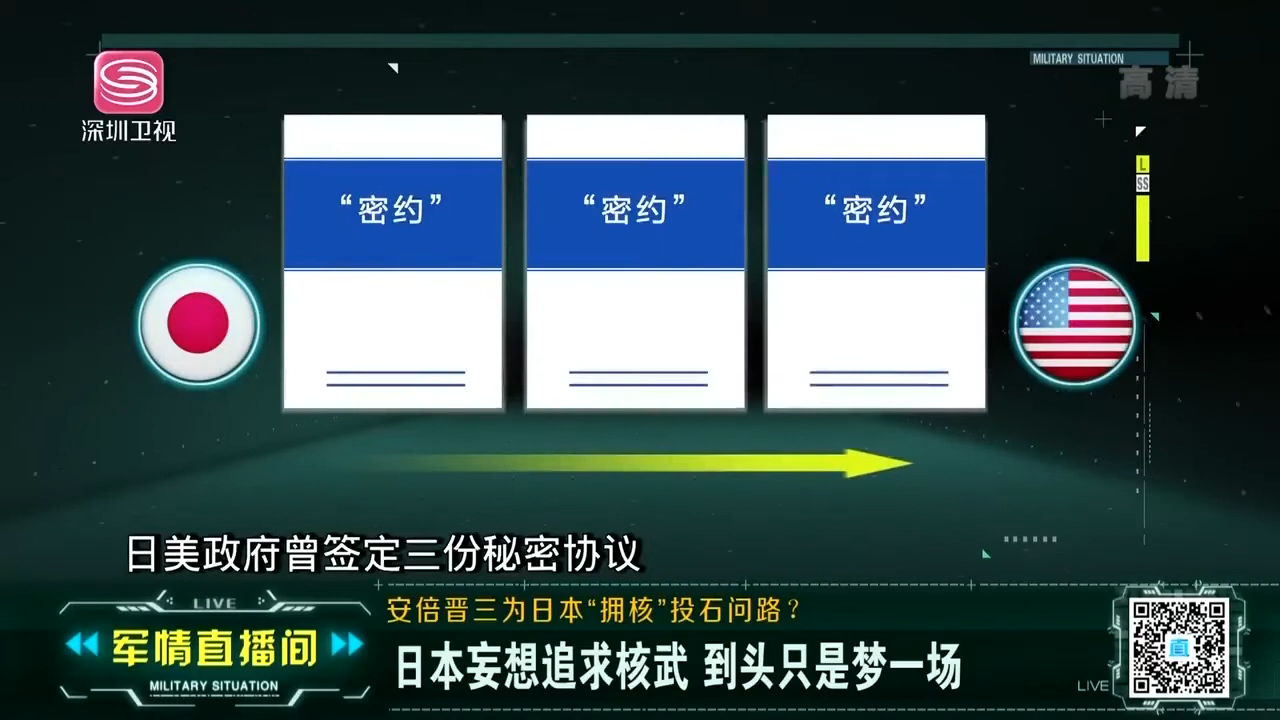 MILITARY SITUATION
高清
深圳卫视
“密约” “密约” “密约”
L
SS
日美政府曾签定三份秘密协议
LIVE
军情直播间
MILITARY SITUATION
安倍晋三为日本“拥核”投石问路？
日本妄想追求核武 到头只是梦一场
直
LIVE